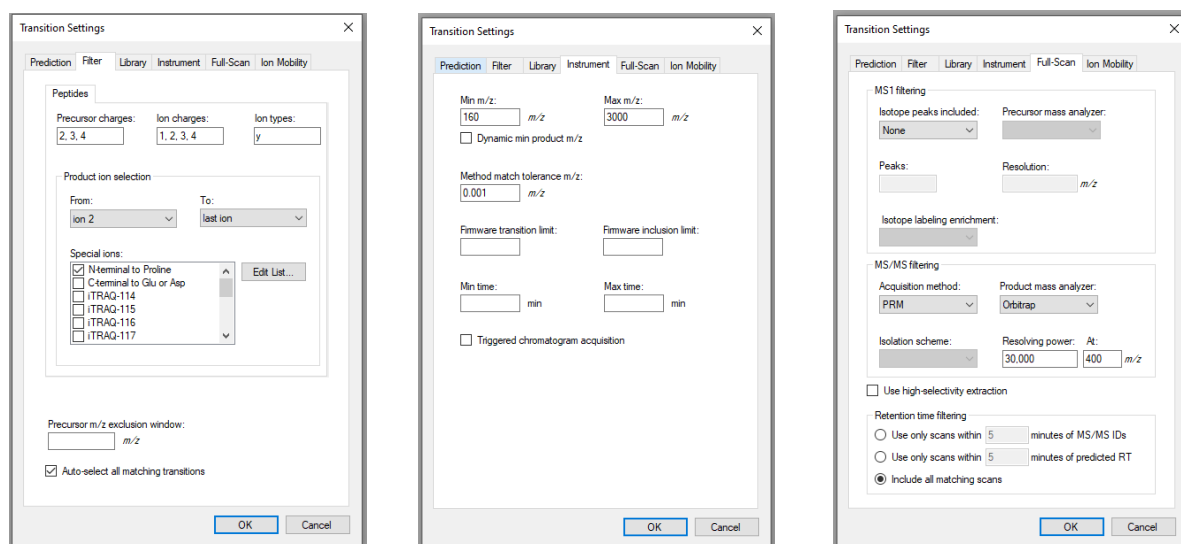 Transition Settings
Prediction Filter Library Instrument Full-Scan Ion Mobility
Peptides
Precursor charges: Ion charges: Ion types:
2, 3, 4 1, 2, 3, 4 y
Product ion selection
From: To:
ion 2 last ion
Special ions:
N-terminal to Proline Edit List...
C-terminal to Glu or Asp
iTRAQ-114
iTRAQ-115
iTRAQ-116
iTRAQ-117
Precursor m/z exclusion window:
m/z
Auto-select all matching transitions
OK Cancel
Transition Settings
Prediction Filter Library Instrument Full-Scan Ion Mobility
Min m/z: Max m/z:
160 m/z 3000 m/z
Dynamic min product m/z
Method match tolerance m/z:
0.001 m/z
Firmware transition limit: Firmware inclusion limit:
Min time: Max time:
min min
Triggered chromatogram acquisition
OK Cancel
Transition Settings
Prediction Filter Library Instrument Full-Scan Ion Mobility
MS1 filtering
Isotope peaks included: Precursor mass analyzer:
None
Peaks: Resolution:
m/z
Isotope labeling enrichment:
MS/MS filtering
Acquisition method: Product mass analyzer:
PRM Orbitrap
Isolation scheme: Resolving power: At:
30,000 400 m/z
Use high-selectivity extraction
Retention time filtering
Use only scans within 5 minutes of MS/MS IDs
Use only scans within 5 minutes of predicted RT
Include all matching scans
OK Cancel